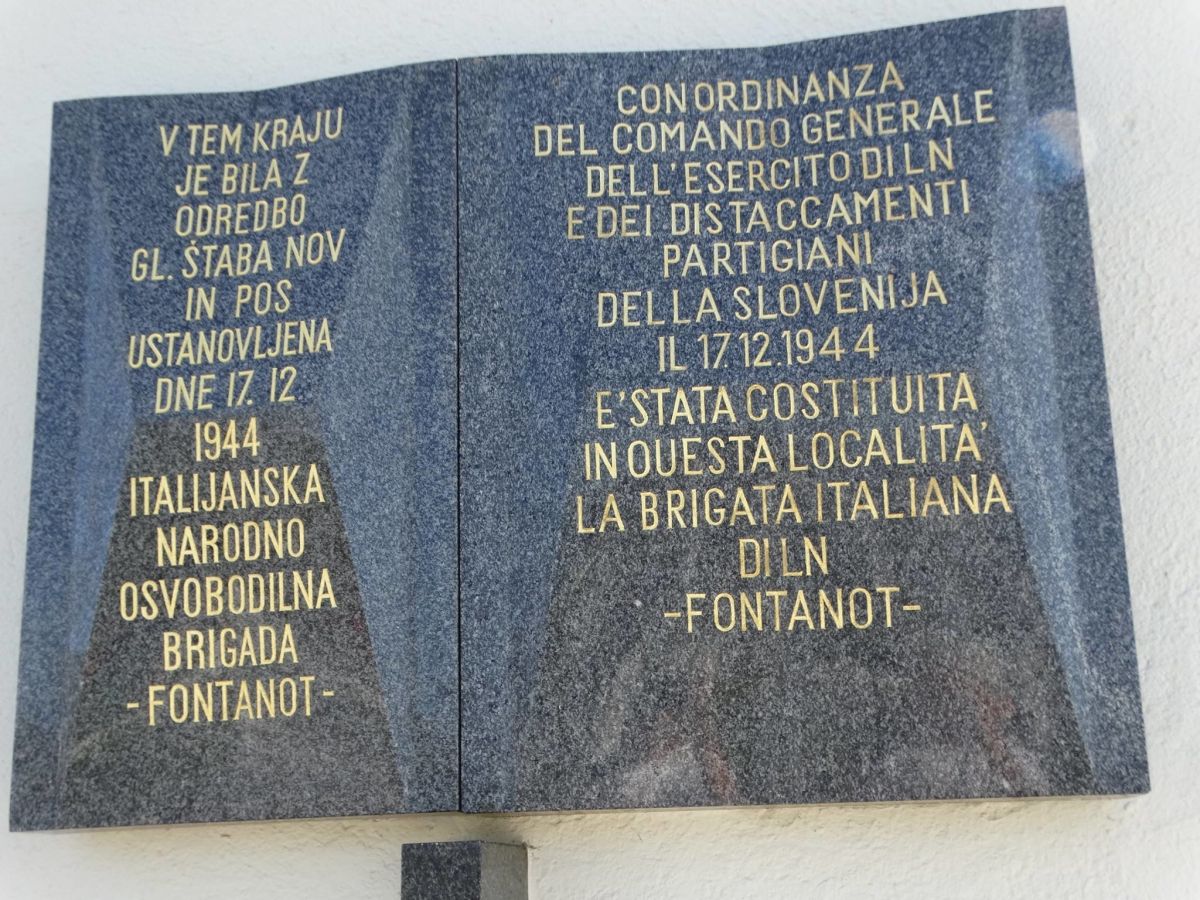 V TEM KRAJU
JE BILA Z
ODREDBO
GL. ŠTABA NOV
IN POS
USTANOVLJENA
DNE 17. 12.
1944
ITALIJANSKA
NARODNO
OSVOBODILNA
BRIGADA
-FONTANOT-
CON ORDINANZA
DEL COMANDO GENERALE
DELL'ESERCITO DI LN
E DEI DISTACCAMENTI
PARTIGIANI
DELLA SLOVENIJA
IL 17.12.1944
E'STATA COSTITUITA
IN QUESTA LOCALITA'
LA BRIGATA ITALIANA
DI LN
-FONTANOT-